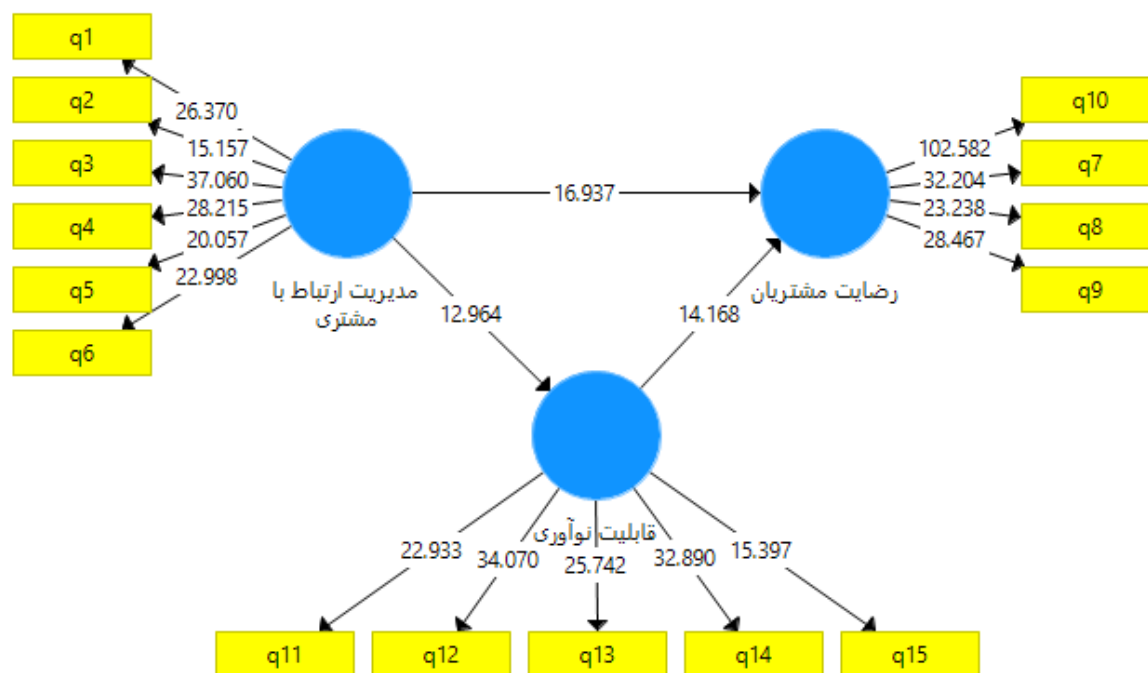 q1
q2
q3
q4
q5
q6
26.370
15.157
37.060
28.215
20.057
22.998
مدیریت ارتباط با
مشتری
16.937
12.964
14.168
رضایت مشتریان
102.582
32.204
23.238
28.467
q10
q7
q8
q9
قابلیت نوآوری
22.933
34.070
25.742
32.890
15.397
q11
q12
q13
q14
q15